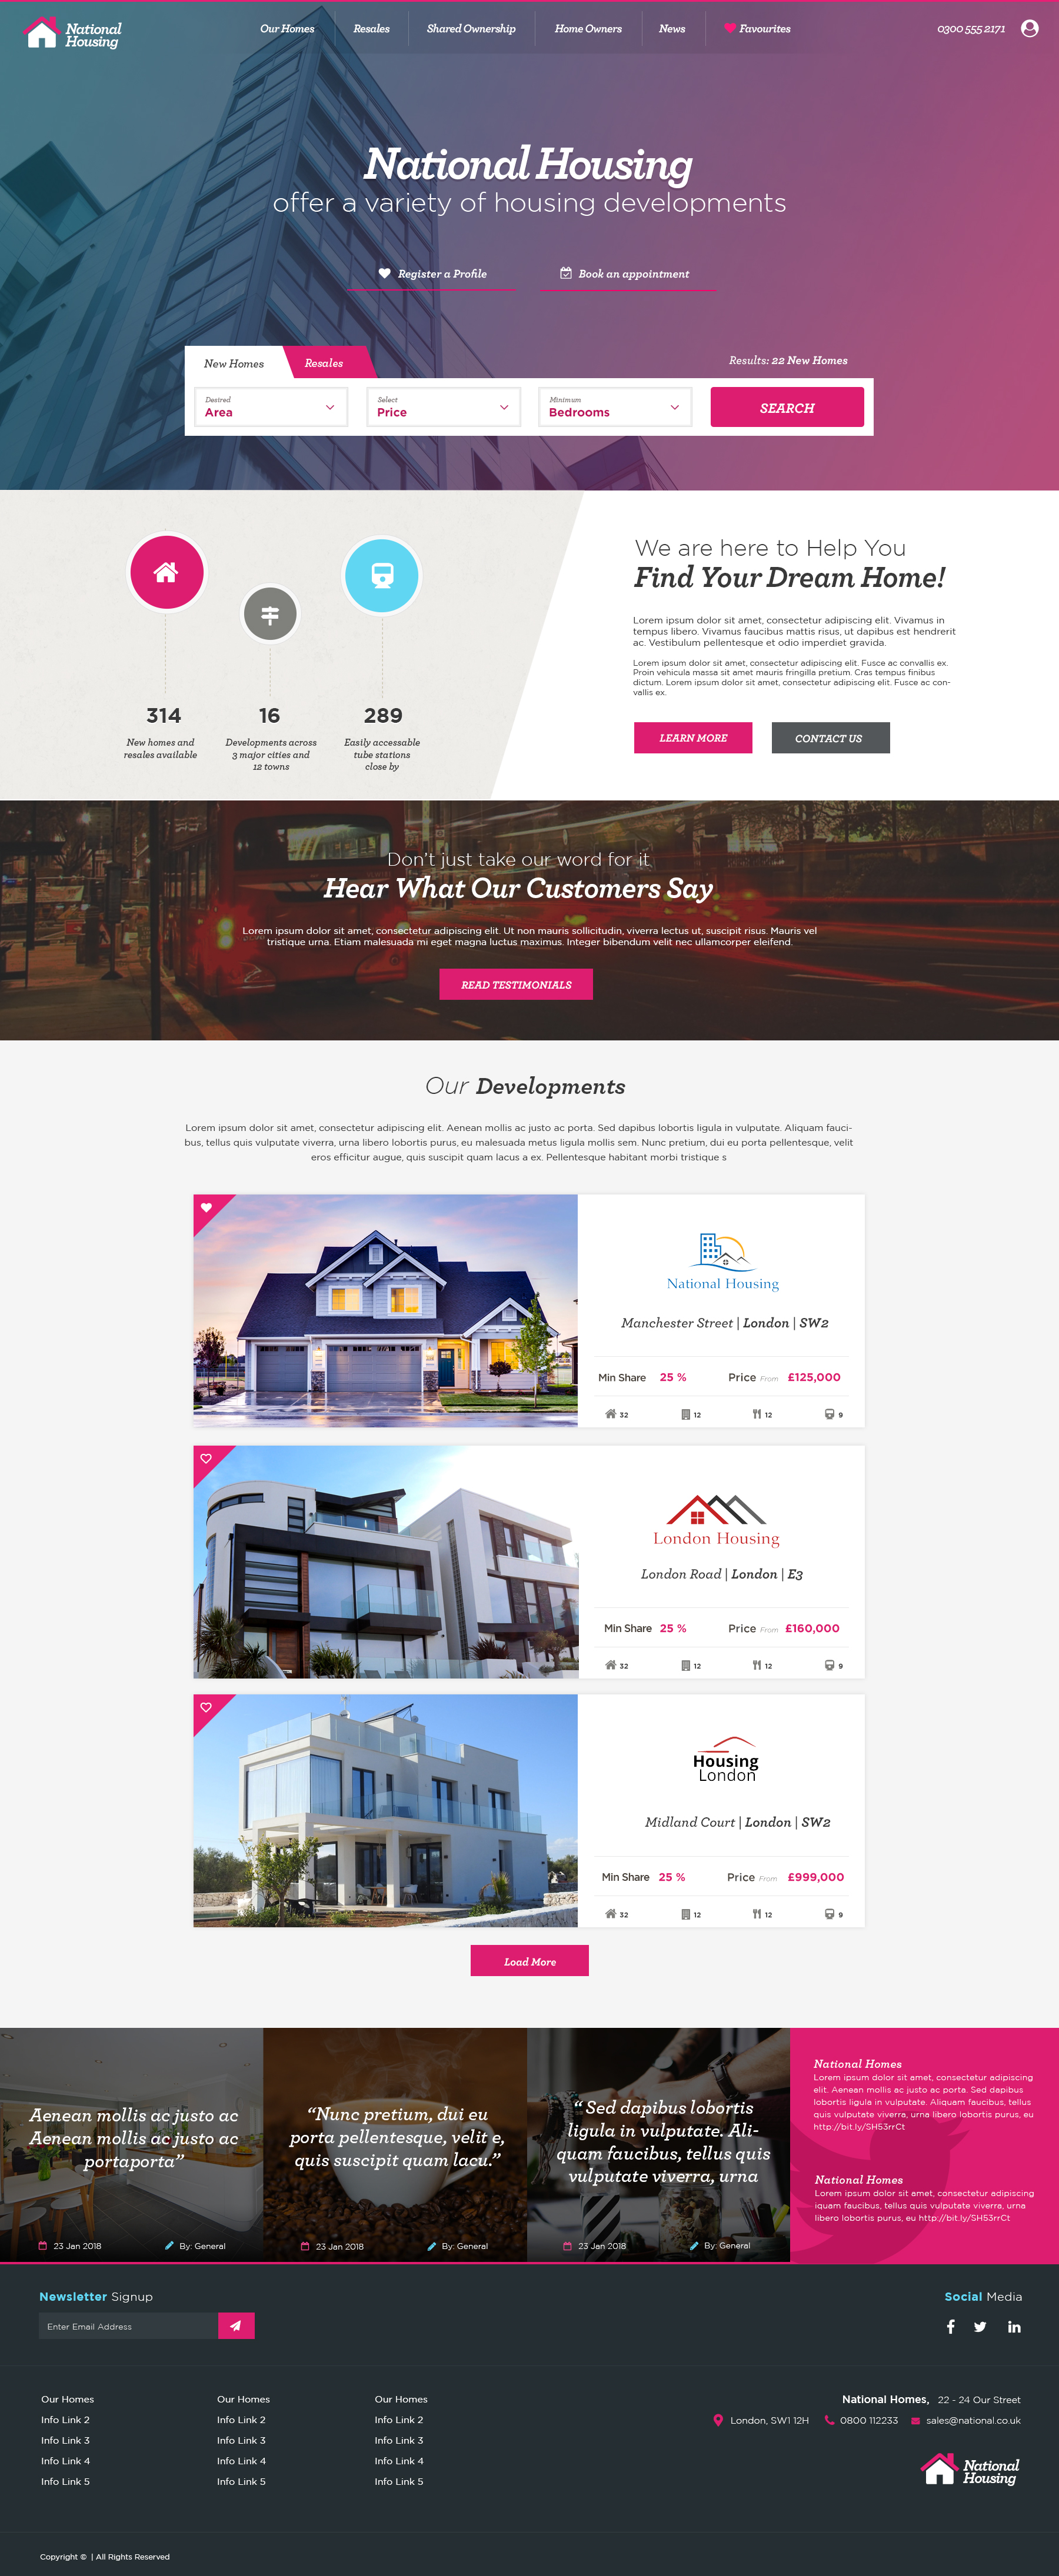 National
Housing
Our Homes
Resales
Shared Ownership
Home Owners
News
Favourites
0300 555 2171
National Housing
offer a variety of housing developments
Register a Profile
Book an appointment
New Homes
Resales
Results: 22 New Homes
Desired
Area
Select
Price
Minimum
Bedrooms
SEARCH
314
New homes and
resales available
16
Developments across
3 major cities and
12 towns
289
Easily accessable
tube stations
close by
We are here to Help You
Find Your Dream Home!
Lorem ipsum dolor sit amet, consectetur adipiscing elit. Vivamus in
tempus libero. Vivamus faucibus mattis risus, ut dapibus est hendrerit
ac. Vestibulum pellentesque et odio imperdiet gravida.
Lorem ipsum dolor sit amet, consectetur adipiscing elit. Fusce ac convallis ex.
Proin vehicula massa sit amet mauris fringilla pretium. Cras tempus finibus
dictum. Lorem ipsum dolor sit amet, consectetur adipiscing elit. Fusce ac con-
vallis ex.
LEARN MORE
CONTACT US
Don't just take our word for it
Hear What Our Customers Say
Lorem ipsum dolor sit amet, consectetur adipiscing elit. Ut non mauris sollicitudin, viverra lectus ut, suscipit risus. Mauris vel
tristique urna. Etiam malesuada mi eget magna luctus maximus. Integer bibendum velit nec ullamcorper eleifend.
READ TESTIMONIALS
Our Developments
Lorem ipsum dolor sit amet, consectetur adipiscing elit. Aenean mollis ac justo ac porta. Sed dapibus lobortis ligula in vulputate. Aliquam fauci-
bus, tellus quis vulputate viverra, urna libero lobortis purus, eu malesuada metus ligula mollis sem. Nunc pretium, dui eu porta pellentesque, velit
eros efficitur augue, quis suscipit quam lacus a ex. Pellentesque habitant morbi tristique s
National Housing
Manchester Street | London | SW2
Min Share 25 % Price From £125,000
32 12 12 9
London Housing
London Road | London | E3
Min Share 25 % Price From £160,000
32 12 12 9
Housing
London
Midland Court | London | SW2
Min Share 25 % Price From £999,000
32 12 12 9
Load More
Aenean mollis ac justo ac
Aenean mollis ac justo ac
portaporta”
23 Jan 2018
By: General
“Nunc pretium, dui eu
porta pellentesque, velit e,
quis suscipit quam lacu.”
23 Jan 2018
By: General
“ Sed dapibus lobortis
ligula in vulputate. Ali-
quam faucibus, tellus quis
vulputate viverra, urna
23 Jan 2018
By: General
National Homes
Lorem ipsum dolor sit amet, consectetur adipiscing
elit. Aenean mollis ac justo ac porta. Sed dapibus
lobortis ligula in vulputate. Aliquam faucibus, tellus
quis vulputate viverra, urna libero lobortis purus, eu
http://bit.ly/SH53rrCt
National Homes
Lorem ipsum dolor sit amet, consectetur adipiscing
iquam faucibus, tellus quis vulputate viverra, urna
libero lobortis purus, eu http://bit.ly/SH53rrCt
Newsletter Signup
Enter Email Address
Social Media
Our Homes
Info Link 2
Info Link 3
Info Link 4
Info Link 5
Our Homes
Info Link 2
Info Link 3
Info Link 4
Info Link 5
Our Homes
Info Link 2
Info Link 3
Info Link 4
Info Link 5
National Homes, 22 - 24 Our Street
London, SW1 12H 0800 112233 sales@national.co.uk
National
Housing
Copyright © | All Rights Reserved